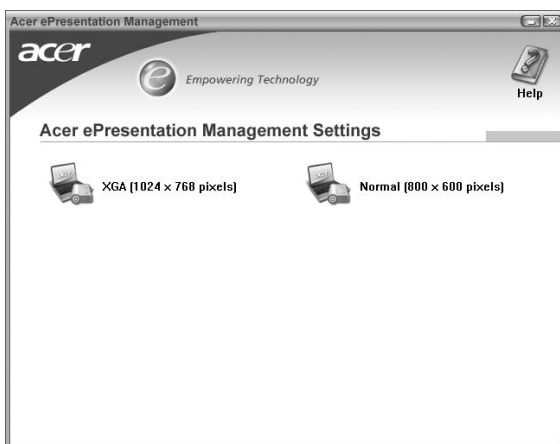 Acer ePresentation Management
acer
e Empowering Technology
Help
Acer ePresentation Management Settings
XGA (1024 x 768 pixels)
Normal (800 x 600 pixels)